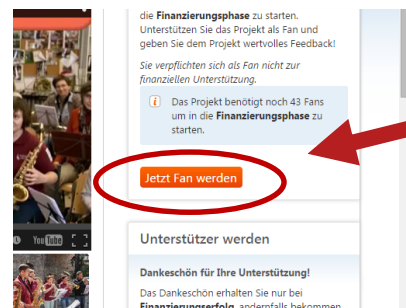 die Finanzierungsphase zu starten.
Unterstützen Sie das Projekt als Fan und
geben Sie dem Projekt wertvolles Feedback!
Sie verpflichten sich als Fan nicht zur
finanziellen Unterstützung.
i
Das Projekt benötigt noch 43 Fans
um in die Finanzierungsphase zu
starten.
Jetzt Fan werden
You Tube
Unterstützer werden
Dankeschön für Ihre Unterstützung!
Das Dankeschön erhalten Sie nur bei
Finanzierungserfolg, andernfalls bekommen